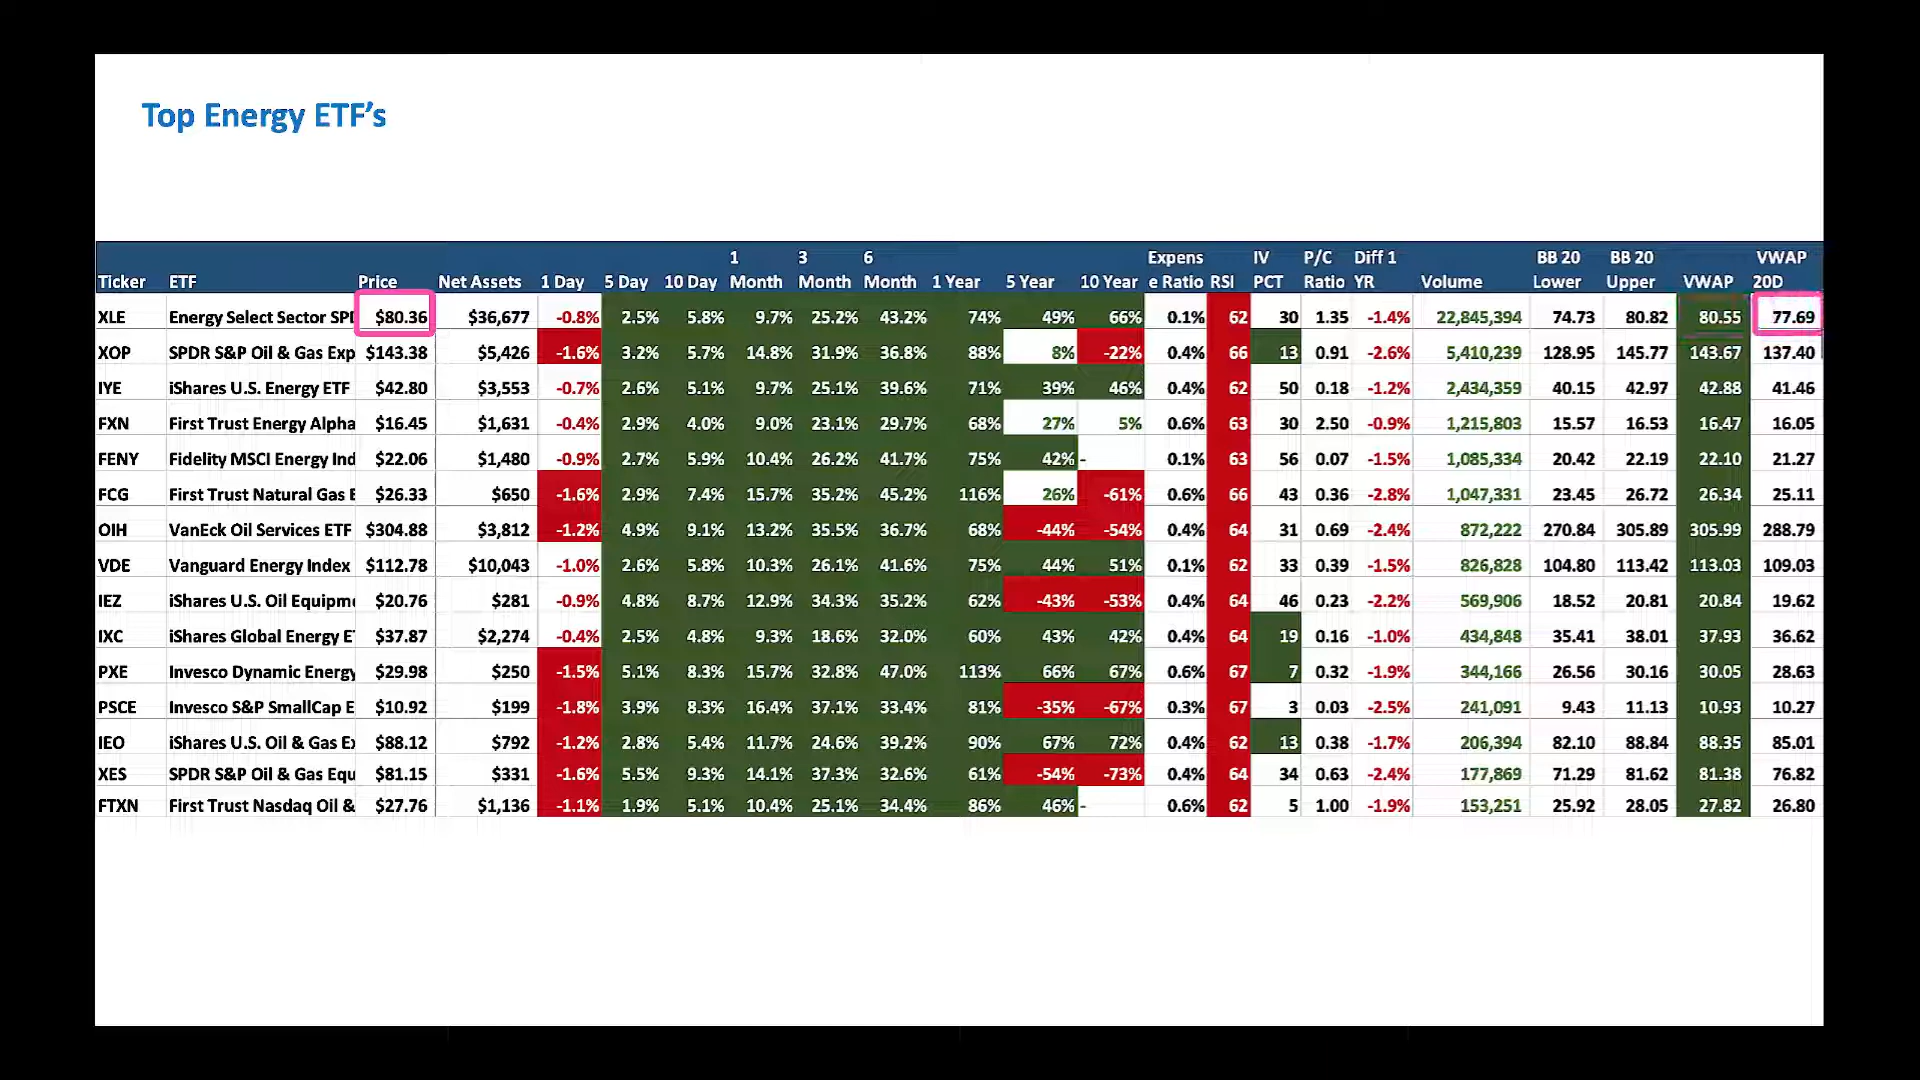 Top Energy ETF's
1 3 6 Expens IV P/C Diff 1 BB 20 BB 20 VWAP
Ticker ETF Price Net Assets 1 Day 5 Day 10 Day Month Month Month 1 Year 5 Year 10 Year e Ratio RSI PCT Ratio YR Volume Lower Upper VWAP 20D
XLE Energy Select Sector SPD $80.36 $36,677 -0.8% 2.5% 5.8% 9.7% 25.2% 43.2% 74% 49% 66% 0.1% 62 30 1.35 -1.4% 22,845,394 74.73 80.82 80.55 77.69
XOP SPDR S&P Oil & Gas Exp $143.38 $5,426 -1.6% 3.2% 5.7% 14.8% 31.9% 36.8% 88% 8% -22% 0.4% 66 13 0.91 -2.6% 5,410,239 128.95 145.77 143.67 137.40
IYE iShares U.S. Energy ETF $42.80 $3,553 -0.7% 2.6% 5.1% 9.7% 25.1% 39.6% 71% 39% 46% 0.4% 62 50 0.18 -1.2% 2,434,359 40.15 42.97 42.88 41.46
FXN First Trust Energy Alpha $16.45 $1,631 -0.4% 2.9% 4.0% 9.0% 23.1% 29.7% 68% 27% 5% 0.6% 63 30 2.50 -0.9% 1,215,803 15.57 16.53 16.47 16.05
FENY Fidelity MSCI Energy Ind $22.06 $1,480 -0.9% 2.7% 5.9% 10.4% 26.2% 41.7% 75% 42% - 0.1% 63 56 0.07 -1.5% 1,085,334 20.42 22.19 22.10 21.27
FCG First Trust Natural Gas E $26.33 $650 -1.6% 2.9% 7.4% 15.7% 35.2% 45.2% 116% 26% -61% 0.6% 66 43 0.36 -2.8% 1,047,331 23.45 26.72 26.34 25.11
OIH VanEck Oil Services ETF $304.88 $3,812 -1.2% 4.9% 9.1% 13.2% 35.5% 36.7% 68% -44% -54% 0.4% 64 31 0.69 -2.4% 872,222 270.84 305.89 305.99 288.79
VDE Vanguard Energy Index $112.78 $10,043 -1.0% 2.6% 5.8% 10.3% 26.1% 41.6% 75% 44% 51% 0.1% 62 33 0.39 -1.5% 826,828 104.80 113.42 113.03 109.03
IEZ iShares U.S. Oil Equipme $20.76 $281 -0.9% 4.8% 8.7% 12.9% 34.3% 35.2% 62% -43% -53% 0.4% 64 46 0.23 -2.2% 569,906 18.52 20.81 20.84 19.62
IXC iShares Global Energy ET $37.87 $2,274 -0.4% 2.5% 4.8% 9.3% 18.6% 32.0% 60% 43% 42% 0.4% 64 19 0.16 -1.0% 434,848 35.41 38.01 37.93 36.62
PXE Invesco Dynamic Energy $29.98 $250 -1.5% 5.1% 8.3% 15.7% 32.8% 47.0% 113% 66% 67% 0.6% 67 7 0.32 -1.9% 344,166 26.56 30.16 30.05 28.63
PSCE Invesco S&P SmallCap E $10.92 $199 -1.8% 3.9% 8.3% 16.4% 37.1% 33.4% 81% -35% -67% 0.3% 67 3 0.03 -2.5% 241,091 9.43 11.13 10.93 10.27
IEO iShares U.S. Oil & Gas Ex $88.12 $792 -1.2% 2.8% 5.4% 11.7% 24.6% 39.2% 90% 67% 72% 0.4% 62 13 0.38 -1.7% 206,394 82.10 88.84 88.35 85.01
XES SPDR S&P Oil & Gas Equ $81.15 $331 -1.6% 5.5% 9.3% 14.1% 37.3% 32.6% 61% -54% -73% 0.4% 64 34 0.63 -2.4% 177,869 71.29 81.62 81.38 76.82
FTXN First Trust Nasdaq Oil & $27.76 $1,136 -1.1% 1.9% 5.1% 10.4% 25.1% 34.4% 86% 46% - 0.6% 62 5 1.00 -1.9% 153,251 25.92 28.05 27.82 26.80